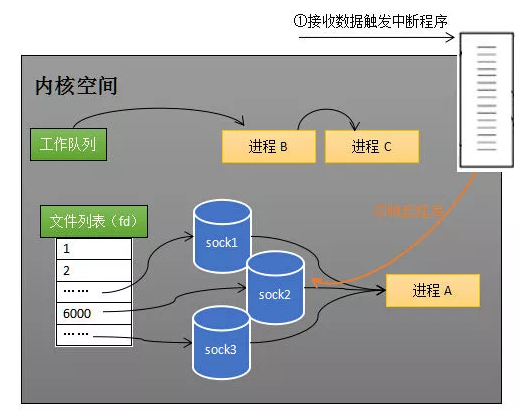 ①接收数据触发中断程序
内核空间
工作队列
进程 B
进程 C
文件列表（fd）
1
2
……
6000
……
sock1
sock2
sock3
进程 A